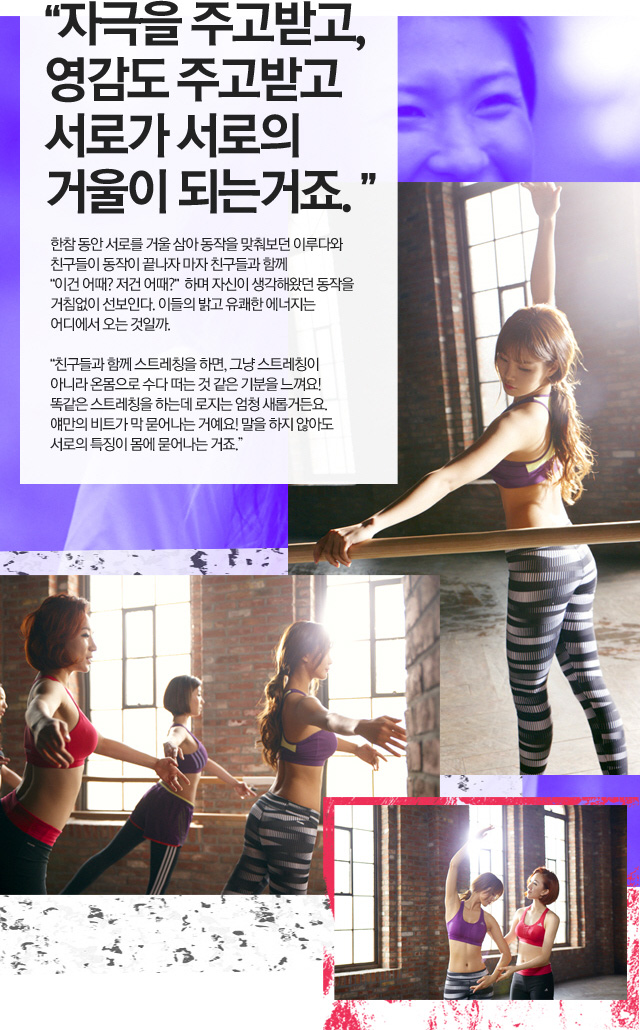 “자극을 주고받고,
영감도 주고받고
서로가 서로의
거울이 되는거죠. ”
한참 동안 서로를 거울 삼아 동작을 맞춰보던 이루다와
친구들이 동작이 끝나자 마자 친구들과 함께
“이건 어때? 저건 어때?” 하며 자신이 생각해왔던 동작을
거침없이 선보인다. 이들의 밝고 유쾌한 에너지는
어디에서 오는 것일까.
“친구들과 함께 스트레칭을 하면, 그냥 스트레칭이
아니라 온몸으로 수다 떠는 것 같은 기분을 느껴요!
똑같은 스트레칭을 하는데 로지는 엄청 새롭거든요.
얘만의 비트가 막 묻어나는 거예요! 말을 하지 않아도
서로의 특징이 몸에 묻어나는 거죠.”